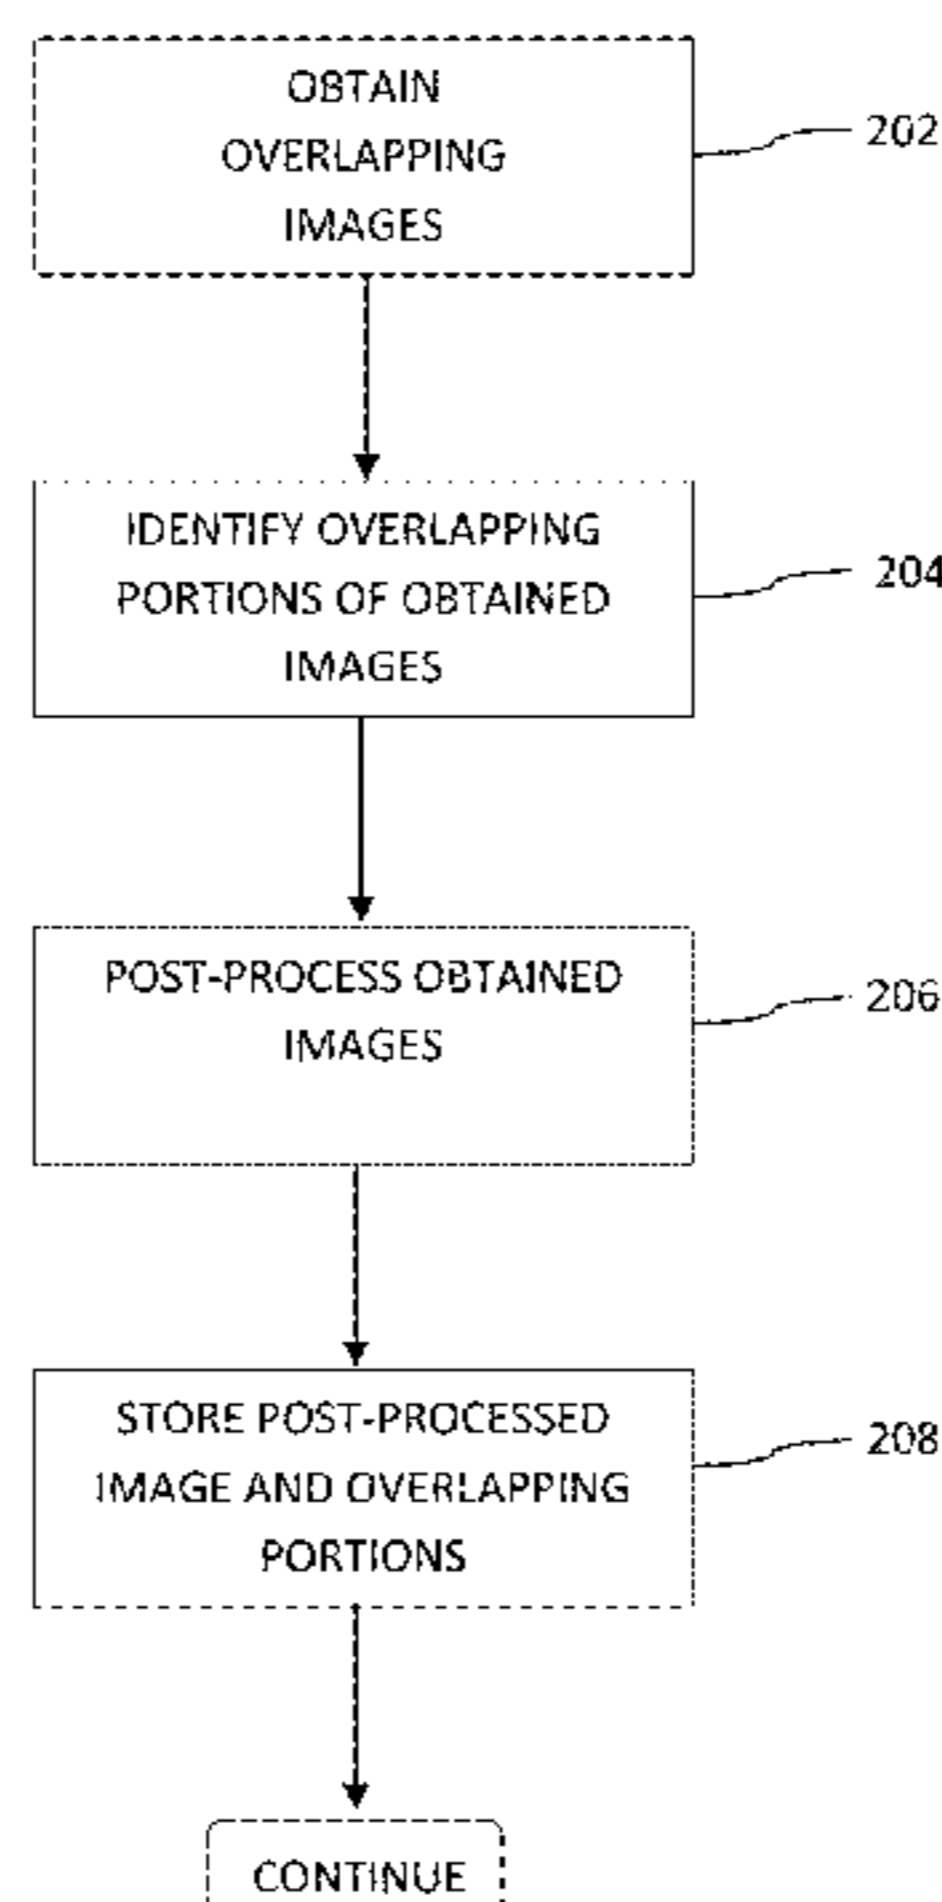 OBTAIN
OVERLAPPING
IMAGES
202
IDENTIFY OVERLAPPING
PORTIONS OF OBTAINED
IMAGES
204
POST-PROCESS OBTAINED
IMAGES
206
STORE POST-PROCESSED
IMAGE AND OVERLAPPING
PORTIONS
208
CONTINUE